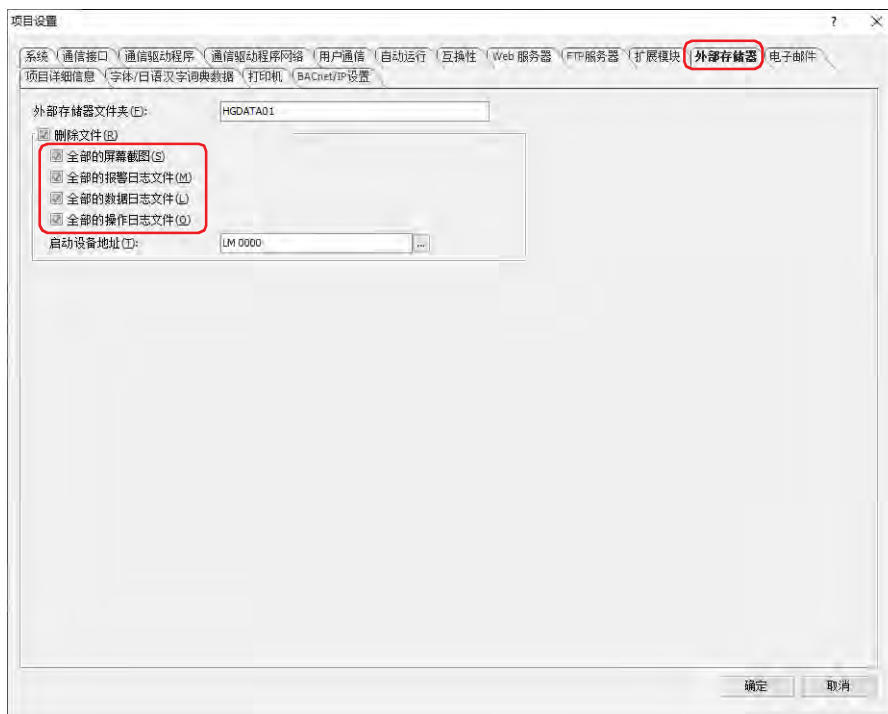 项目设置 ? ×
系统 通信接口 通信驱动程序 通信驱动程序网络 用户通信 自动运行 互换性 Web 服务器 FTP服务器 扩展模块 外部存储器 电子邮件
项目详细信息 字体/日语汉字词典数据 打印机 BACnet/IP设置
外部存储器文件夹(F): HGDATA01
删除文件(R)
全部的屏幕截图(S)
全部的报警日志文件(M)
全部的数据日志文件(L)
全部的操作日志文件(O)
启动设备地址(T): LM 0000 ...
确定 取消